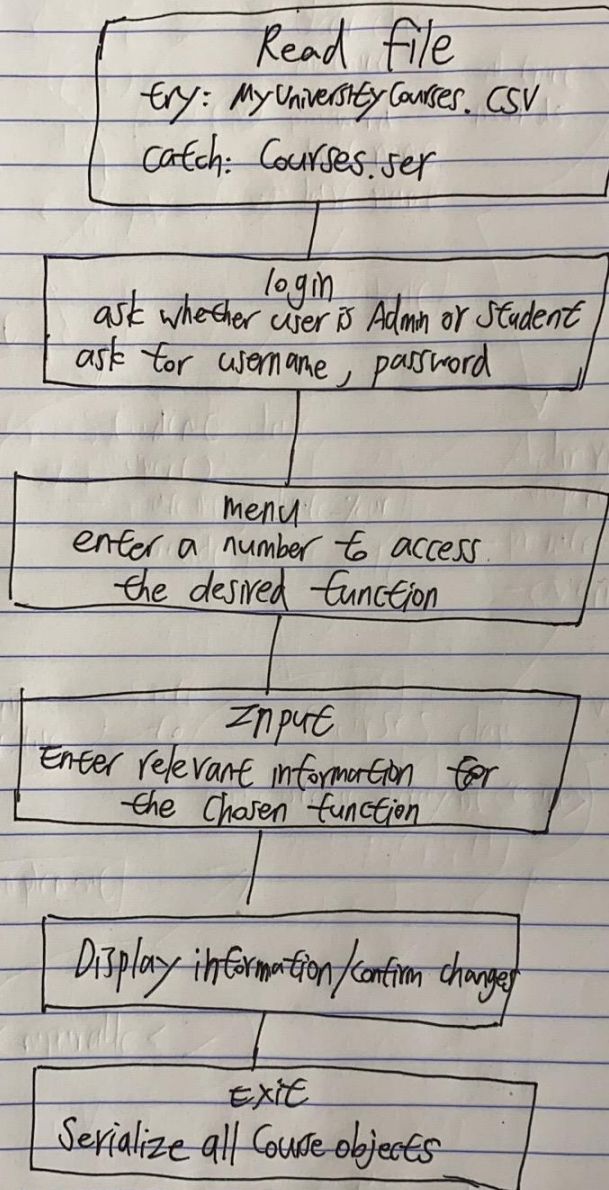 Read file
try: MyUniversityCourses.CSV
Catch: Courses.ser
login
ask whether user is Admin or Student
ask for username, password
menu
enter a number to access
the desired function
Input
Enter relevant information for
the chosen function
Display information/confirm changes
Exit
Serialize all Course objects